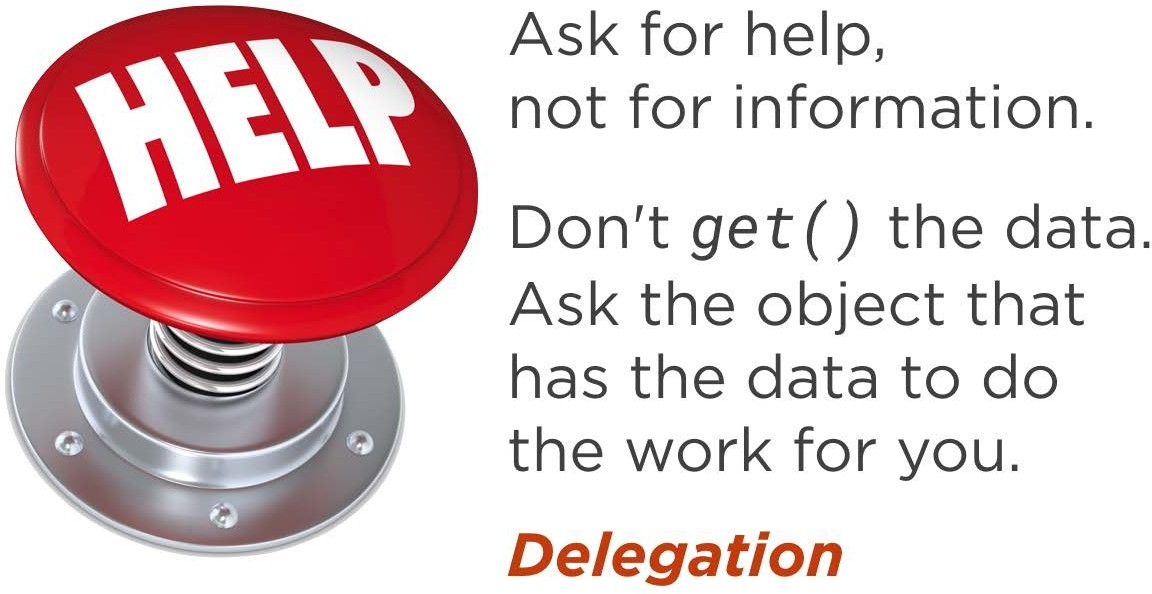 HELP
Ask for help,
not for information.
Don't get() the data.
Ask the object that
has the data to do
the work for you.
Delegation